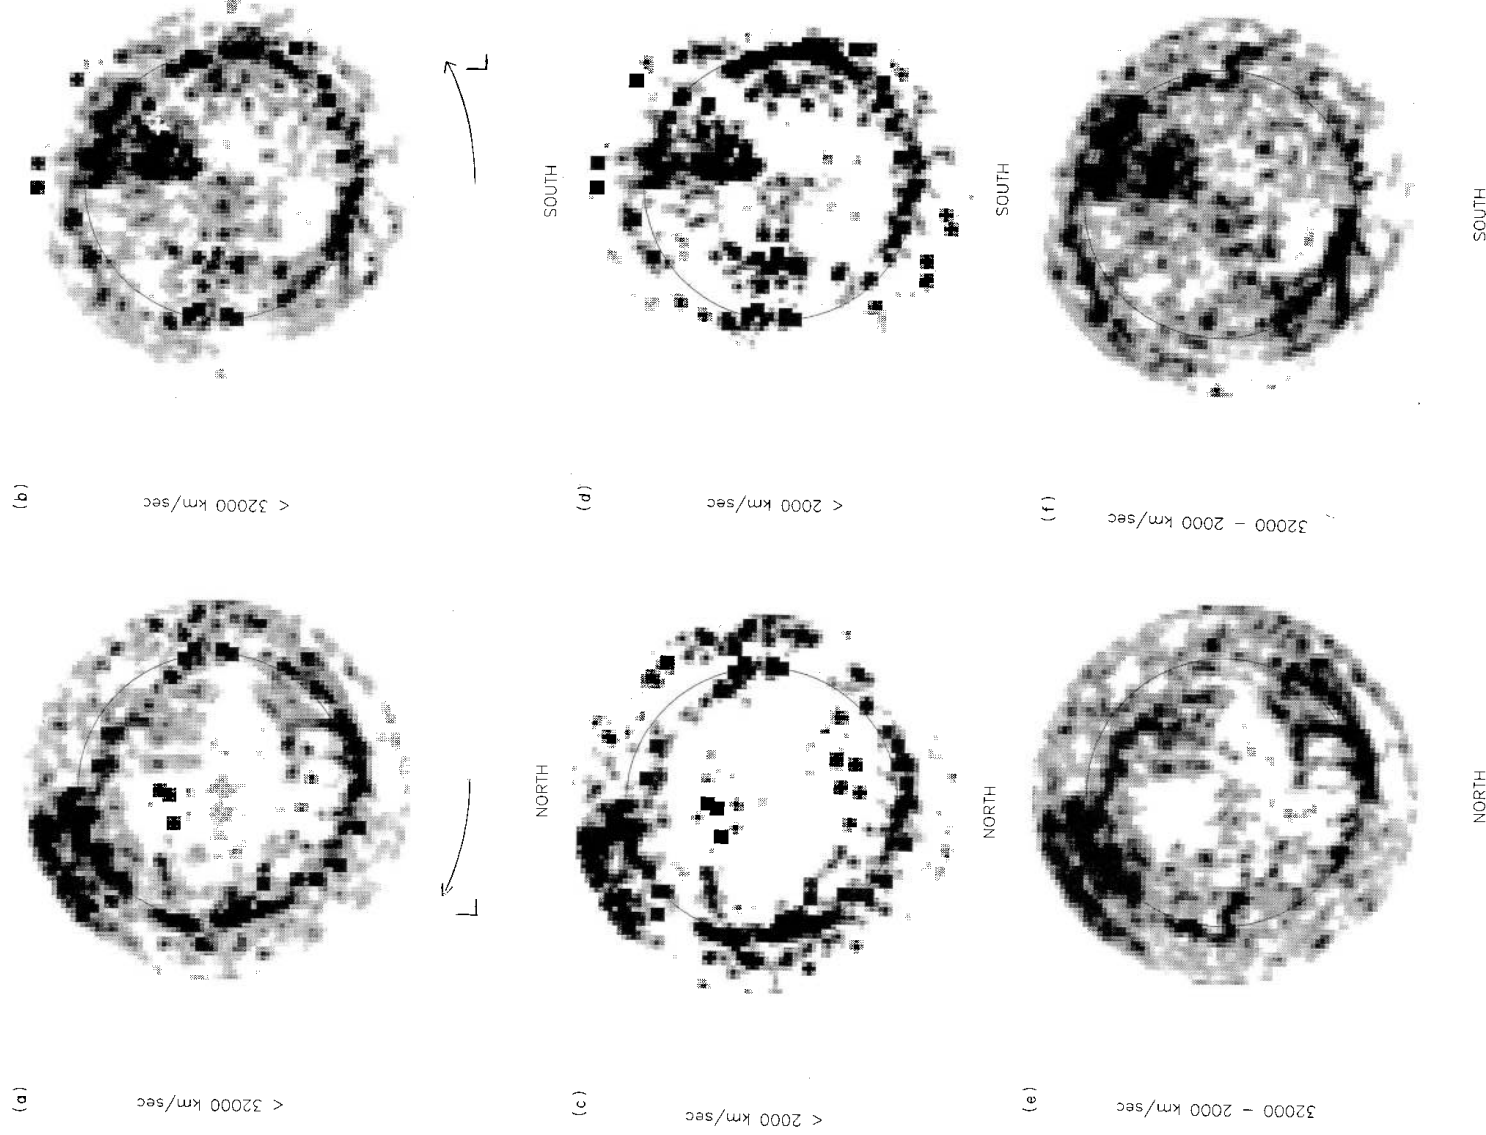 (b)
< 32000 km/sec
L
SOUTH
(d)
< 2000 km/sec
SOUTH
(f)
32000 – 2000 km/sec
SOUTH
(a)
< 32000 km/sec
L
NORTH
(c)
< 2000 km/sec
NORTH
(e)
32000 – 2000 km/sec
NORTH